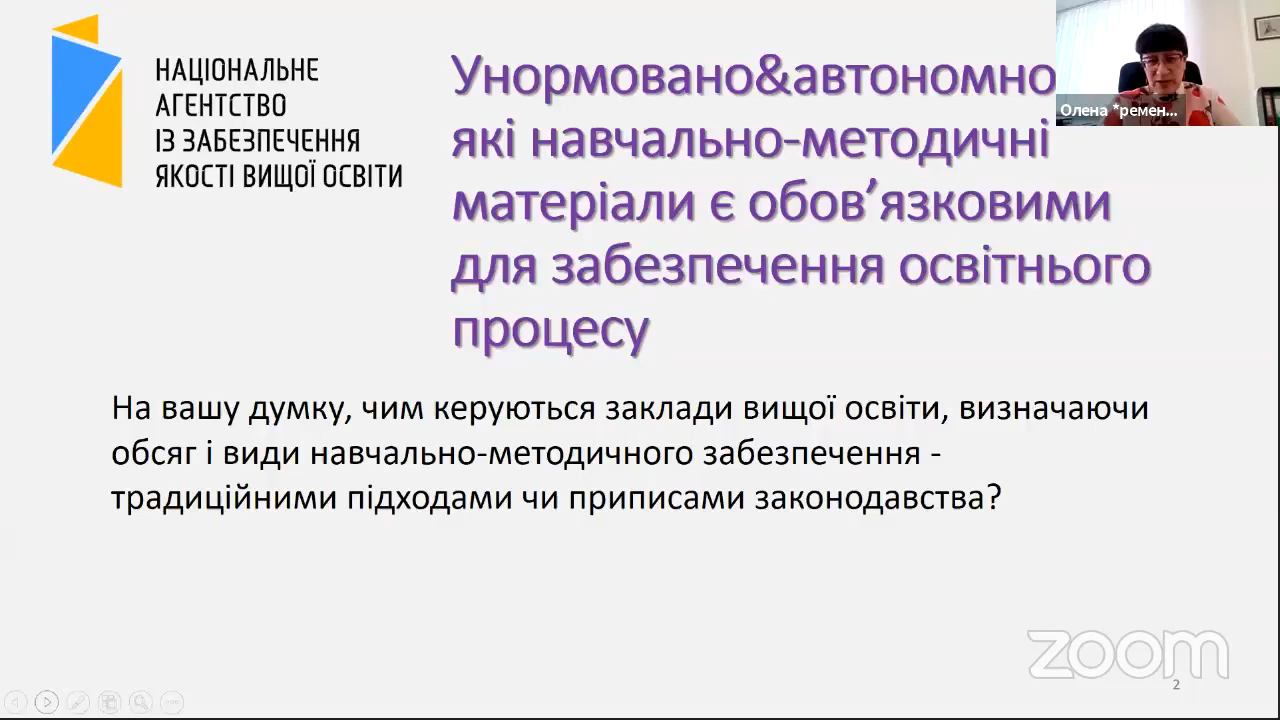 НАЦІОНАЛЬНЕ
АГЕНТСТВО
ІЗ ЗАБЕЗПЕЧЕННЯ
ЯКОСТІ ВИЩОЇ ОСВІТИ
Унормовано&автономно
які навчально-методичні
матеріали є обов’язковими
для забезпечення освітнього
процесу
Олена *ремен...
На вашу думку, чим керуються заклади вищої освіти, визначаючи
обсяг і види навчально-методичного забезпечення -
традиційними підходами чи приписами законодавства?
zoom
2